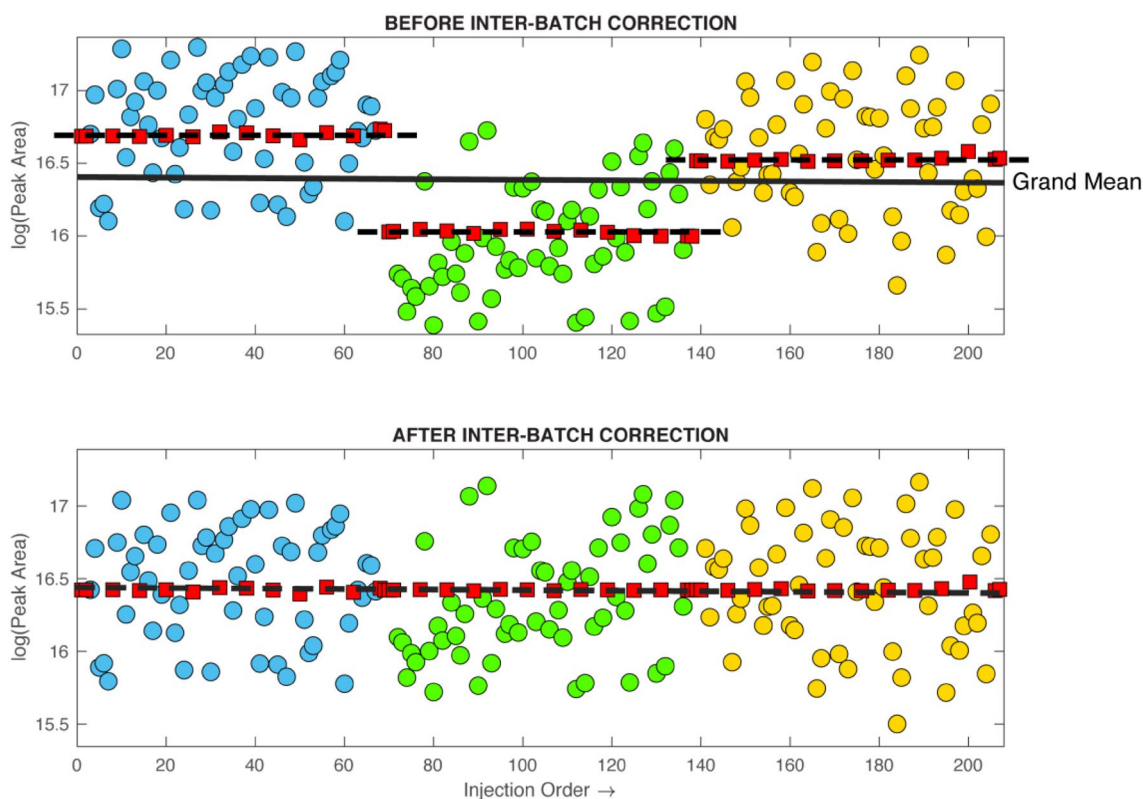 BEFORE INTER-BATCH CORRECTION
log(Peak Area)
17
16.5
16
15.5
Grand Mean
0 20 40 60 80 100 120 140 160 180 200
AFTER INTER-BATCH CORRECTION
log(Peak Area)
17
16.5
16
15.5
0 20 40 60 80 100 120 140 160 180 200
Injection Order →